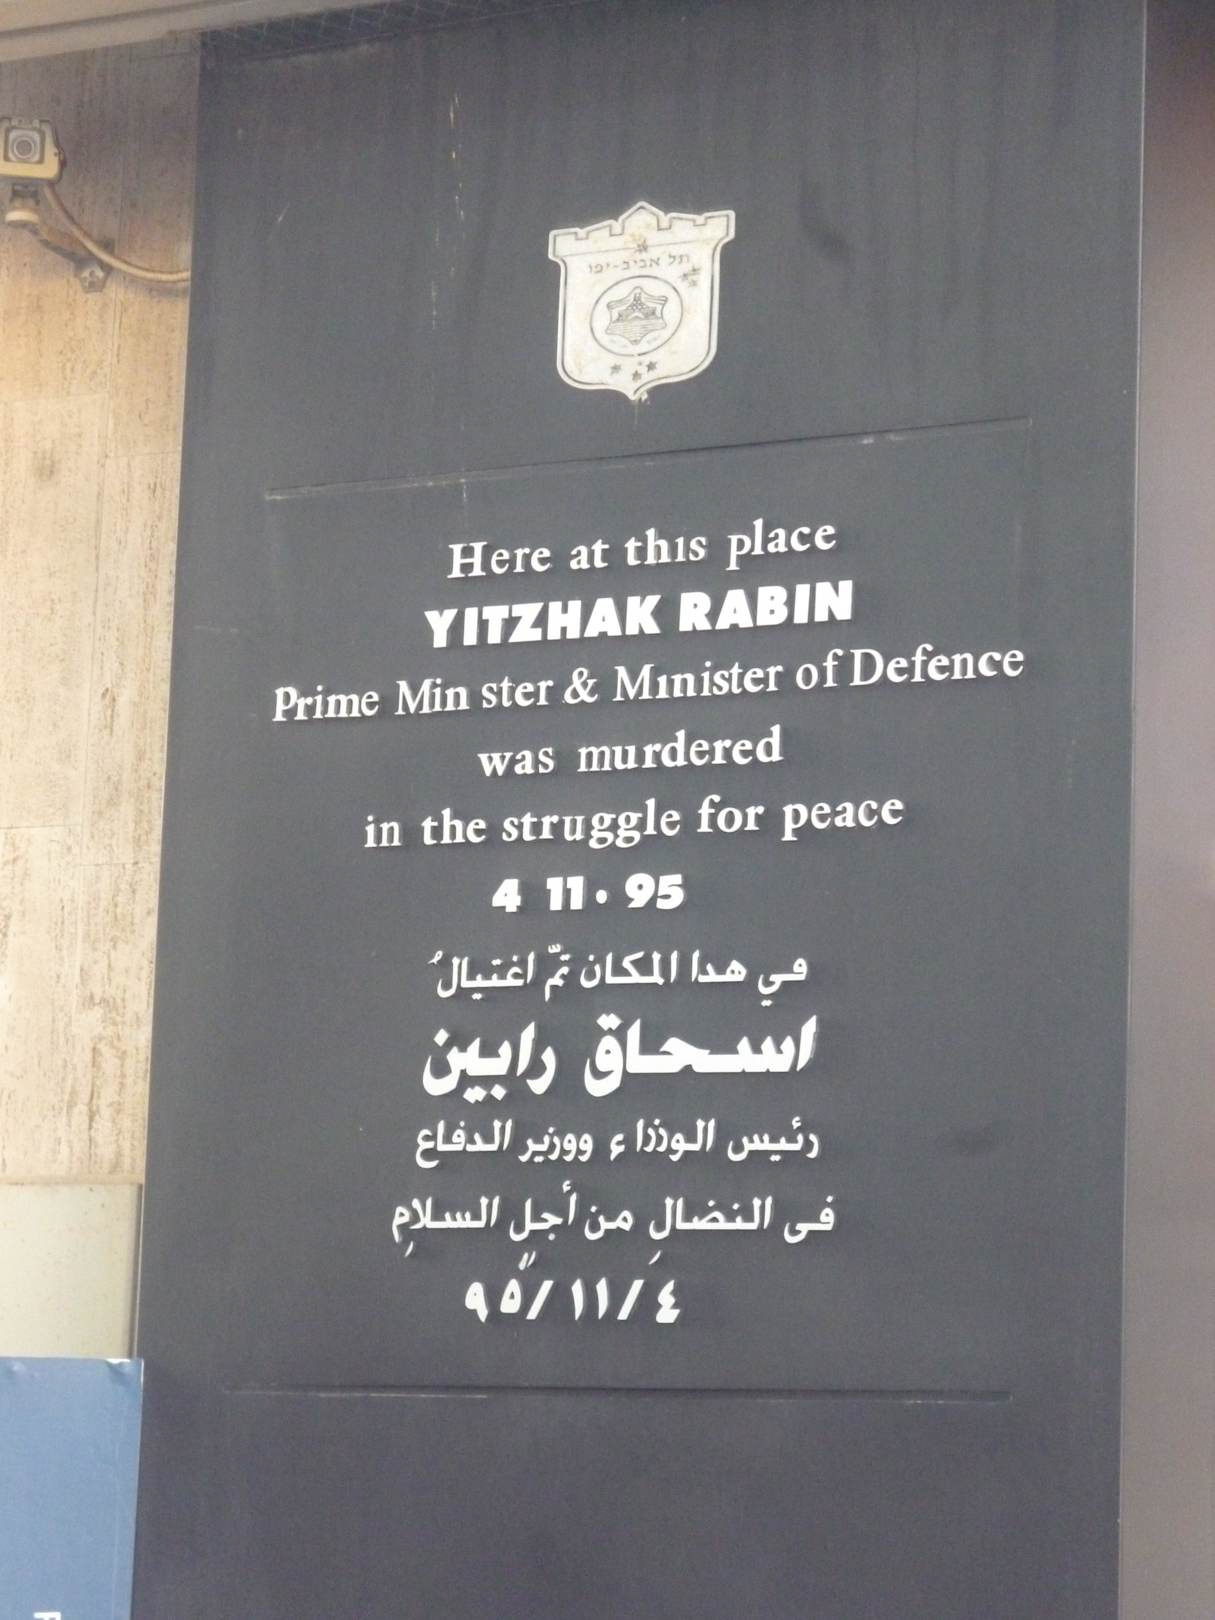 תל אביב-יפו
Here at this place
YITZHAK RABIN
Prime Min ster & Mınister of Defence
was murdered
in the struggle for peace
4 11. 95
في هدا المكان تمّ اغتيالُ
اسحاق رابين
رئيس الوزراء ووزير الدفاع
فى النضالِ من أجلِ السلامِ
٩٥/١١/٤